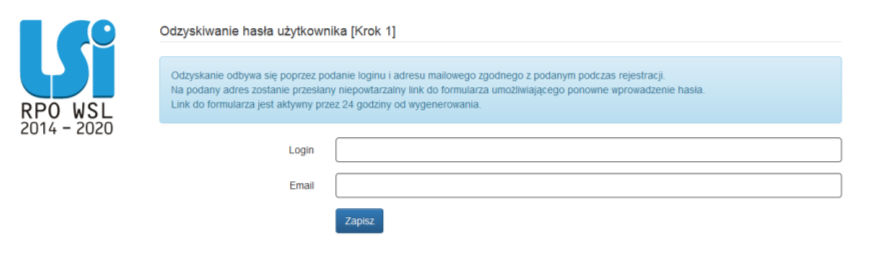 LSI
RPO WSL
2014 - 2020
Odzyskiwanie hasła użytkownika [Krok 1]
Odzyskanie odbywa się poprzez podanie loginu i adresu mailowego zgodnego z podanym podczas rejestracji.
Na podany adres zostanie przesłany niepowtarzalny link do formularza umożliwiającego ponowne wprowadzenie hasła.
Link do formularza jest aktywny przez 24 godziny od wygenerowania.
Login
Email
Zapisz